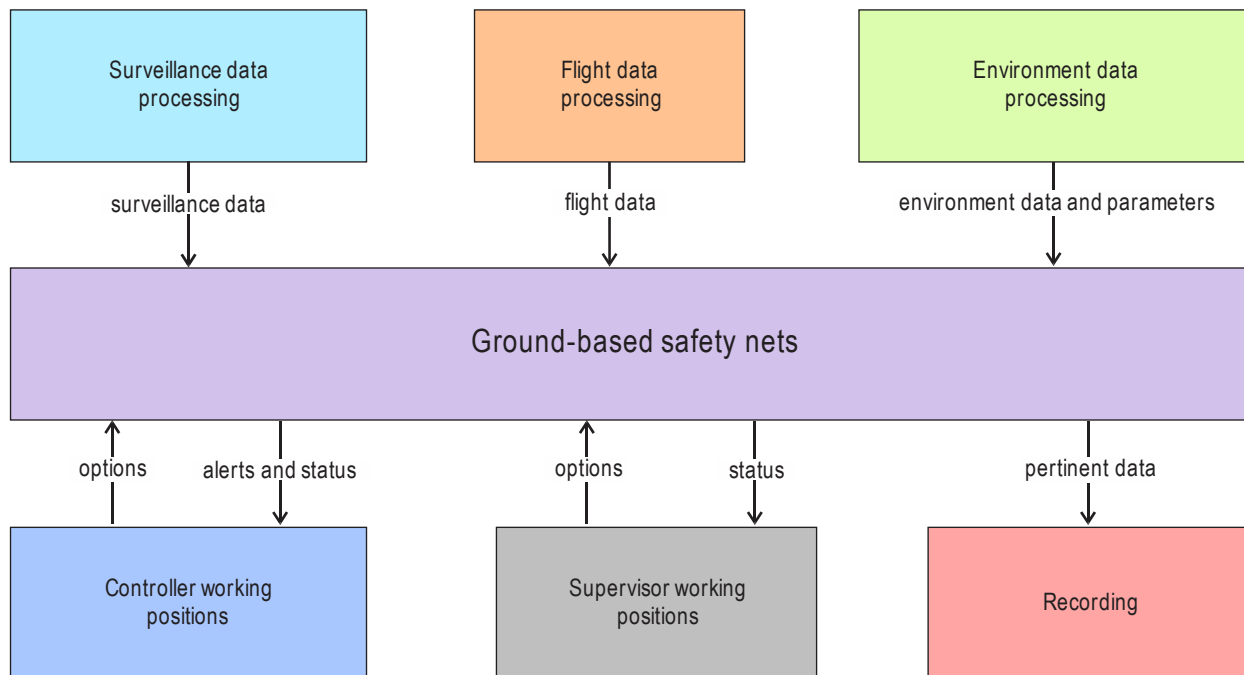 Surveillance data
processing
Flight data
processing
Environment data
processing
surveillance data
flight data
environment data and parameters
Ground-based safety nets
options
alerts and status
options
status
pertinent data
Controller working
positions
Supervisor working
positions
Recording